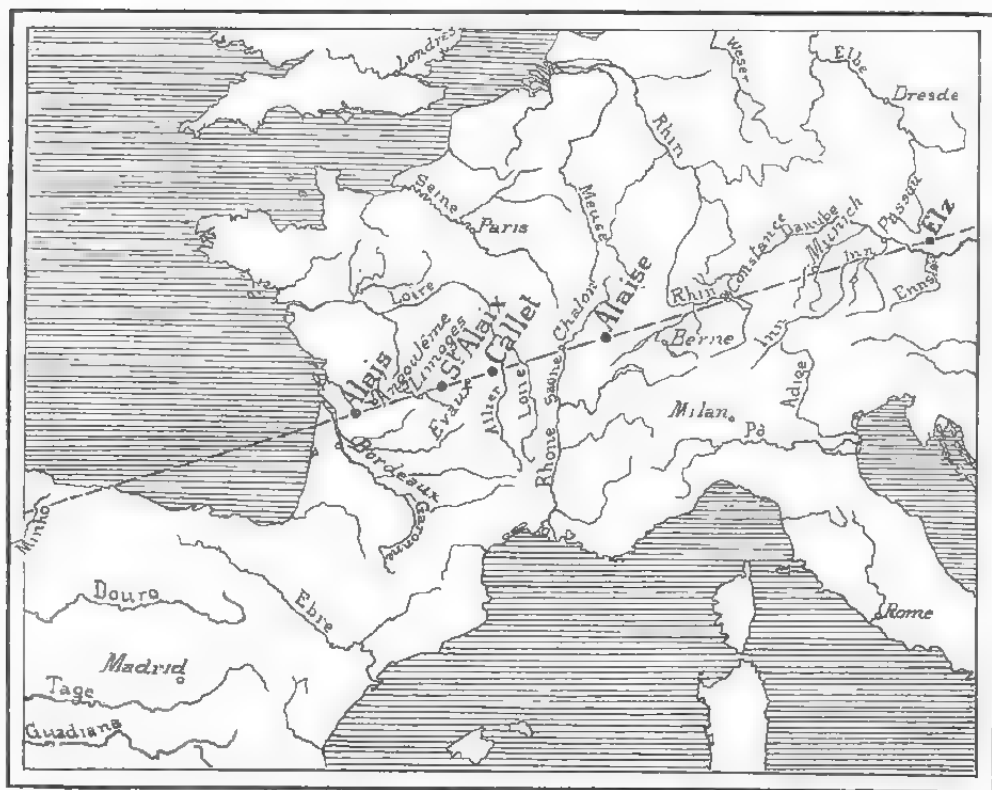 Londres
Weser
Elbe
Dresde
Rhin
Seine
Paris
Meuse
Constance
Danube
Munich
Passau
Elz
Rhin
Inn
Enns
Loire
Angoulême
Limoges
St Alaix
Callel
Chalon
Alaise
Berne
Inn
Alais
Evaux
Allier
Loire
Saône
Adige
Milan
Pô
Bordeaux
Rhone
Garonne
Minho
Douro
Ebre
Rome
Madrid
Tage
Guadiana